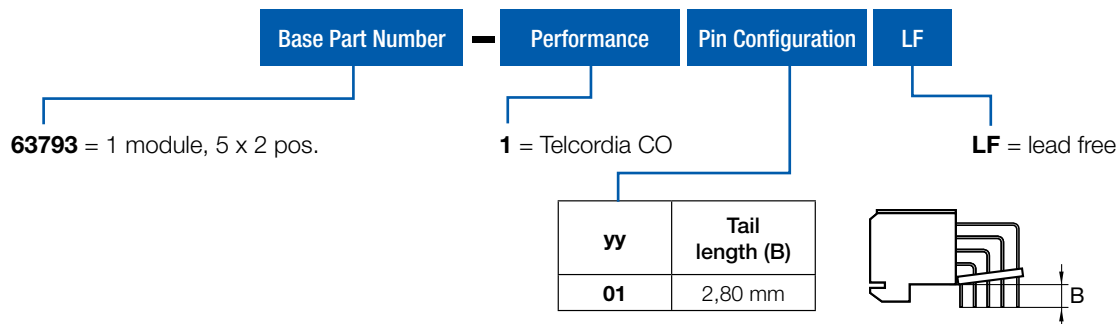 Base Part Number – Performance Pin Configuration LF
63793 = 1 module, 5 x 2 pos.
1 = Telcordia CO
LF = lead free
yy Tail length (B)
01 2,80 mm
B